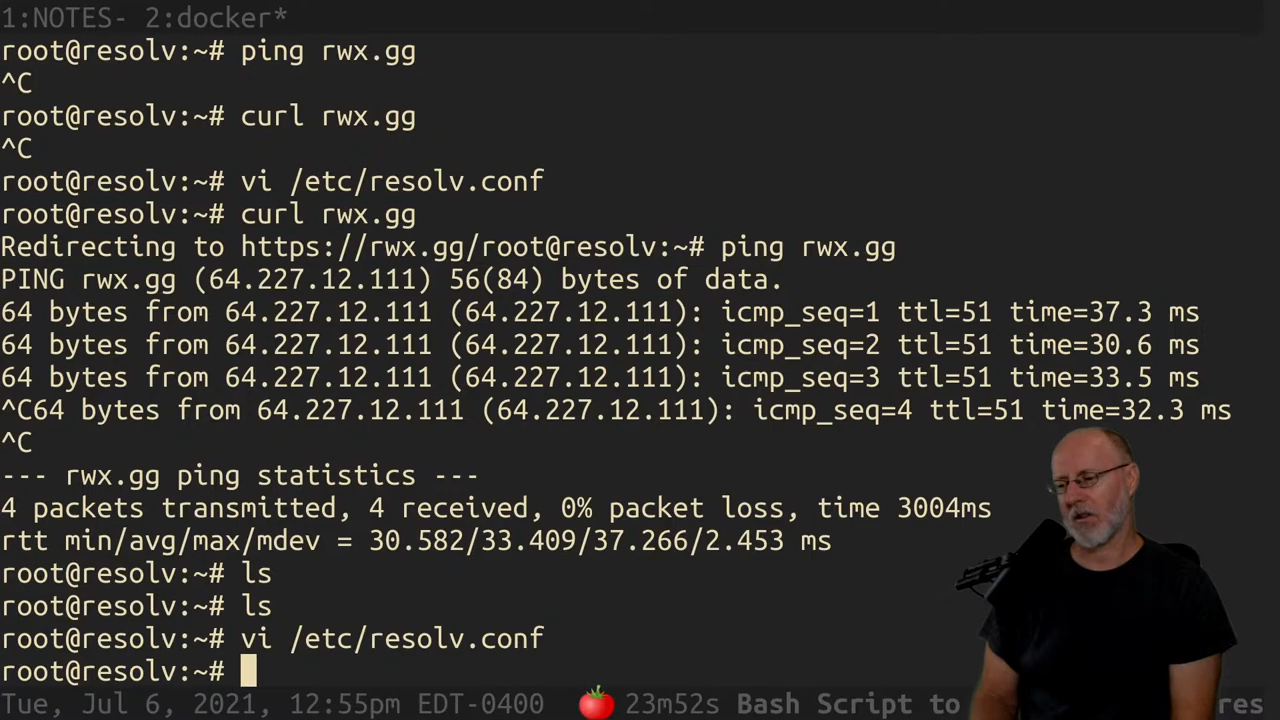 1:NOTES- 2:docker*
root@resolv:~# ping rwx.gg
^C
root@resolv:~# curl rwx.gg
^C
root@resolv:~# vi /etc/resolv.conf
root@resolv:~# curl rwx.gg
Redirecting to https://rwx.gg/root@resolv:~# ping rwx.gg
PING rwx.gg (64.227.12.111) 56(84) bytes of data.
64 bytes from 64.227.12.111 (64.227.12.111): icmp_seq=1 ttl=51 time=37.3 ms
64 bytes from 64.227.12.111 (64.227.12.111): icmp_seq=2 ttl=51 time=30.6 ms
64 bytes from 64.227.12.111 (64.227.12.111): icmp_seq=3 ttl=51 time=33.5 ms
^C64 bytes from 64.227.12.111 (64.227.12.111): icmp_seq=4 ttl=51 time=32.3 ms
^C
--- rwx.gg ping statistics ---
4 packets transmitted, 4 received, 0% packet loss, time 3004ms
rtt min/avg/max/mdev = 30.582/33.409/37.266/2.453 ms
root@resolv:~# ls
root@resolv:~# ls
root@resolv:~# vi /etc/resolv.conf
root@resolv:~#
Tue, Jul 6, 2021, 12:55pm EDT-0400 🍅 23m52s Bash Script to res